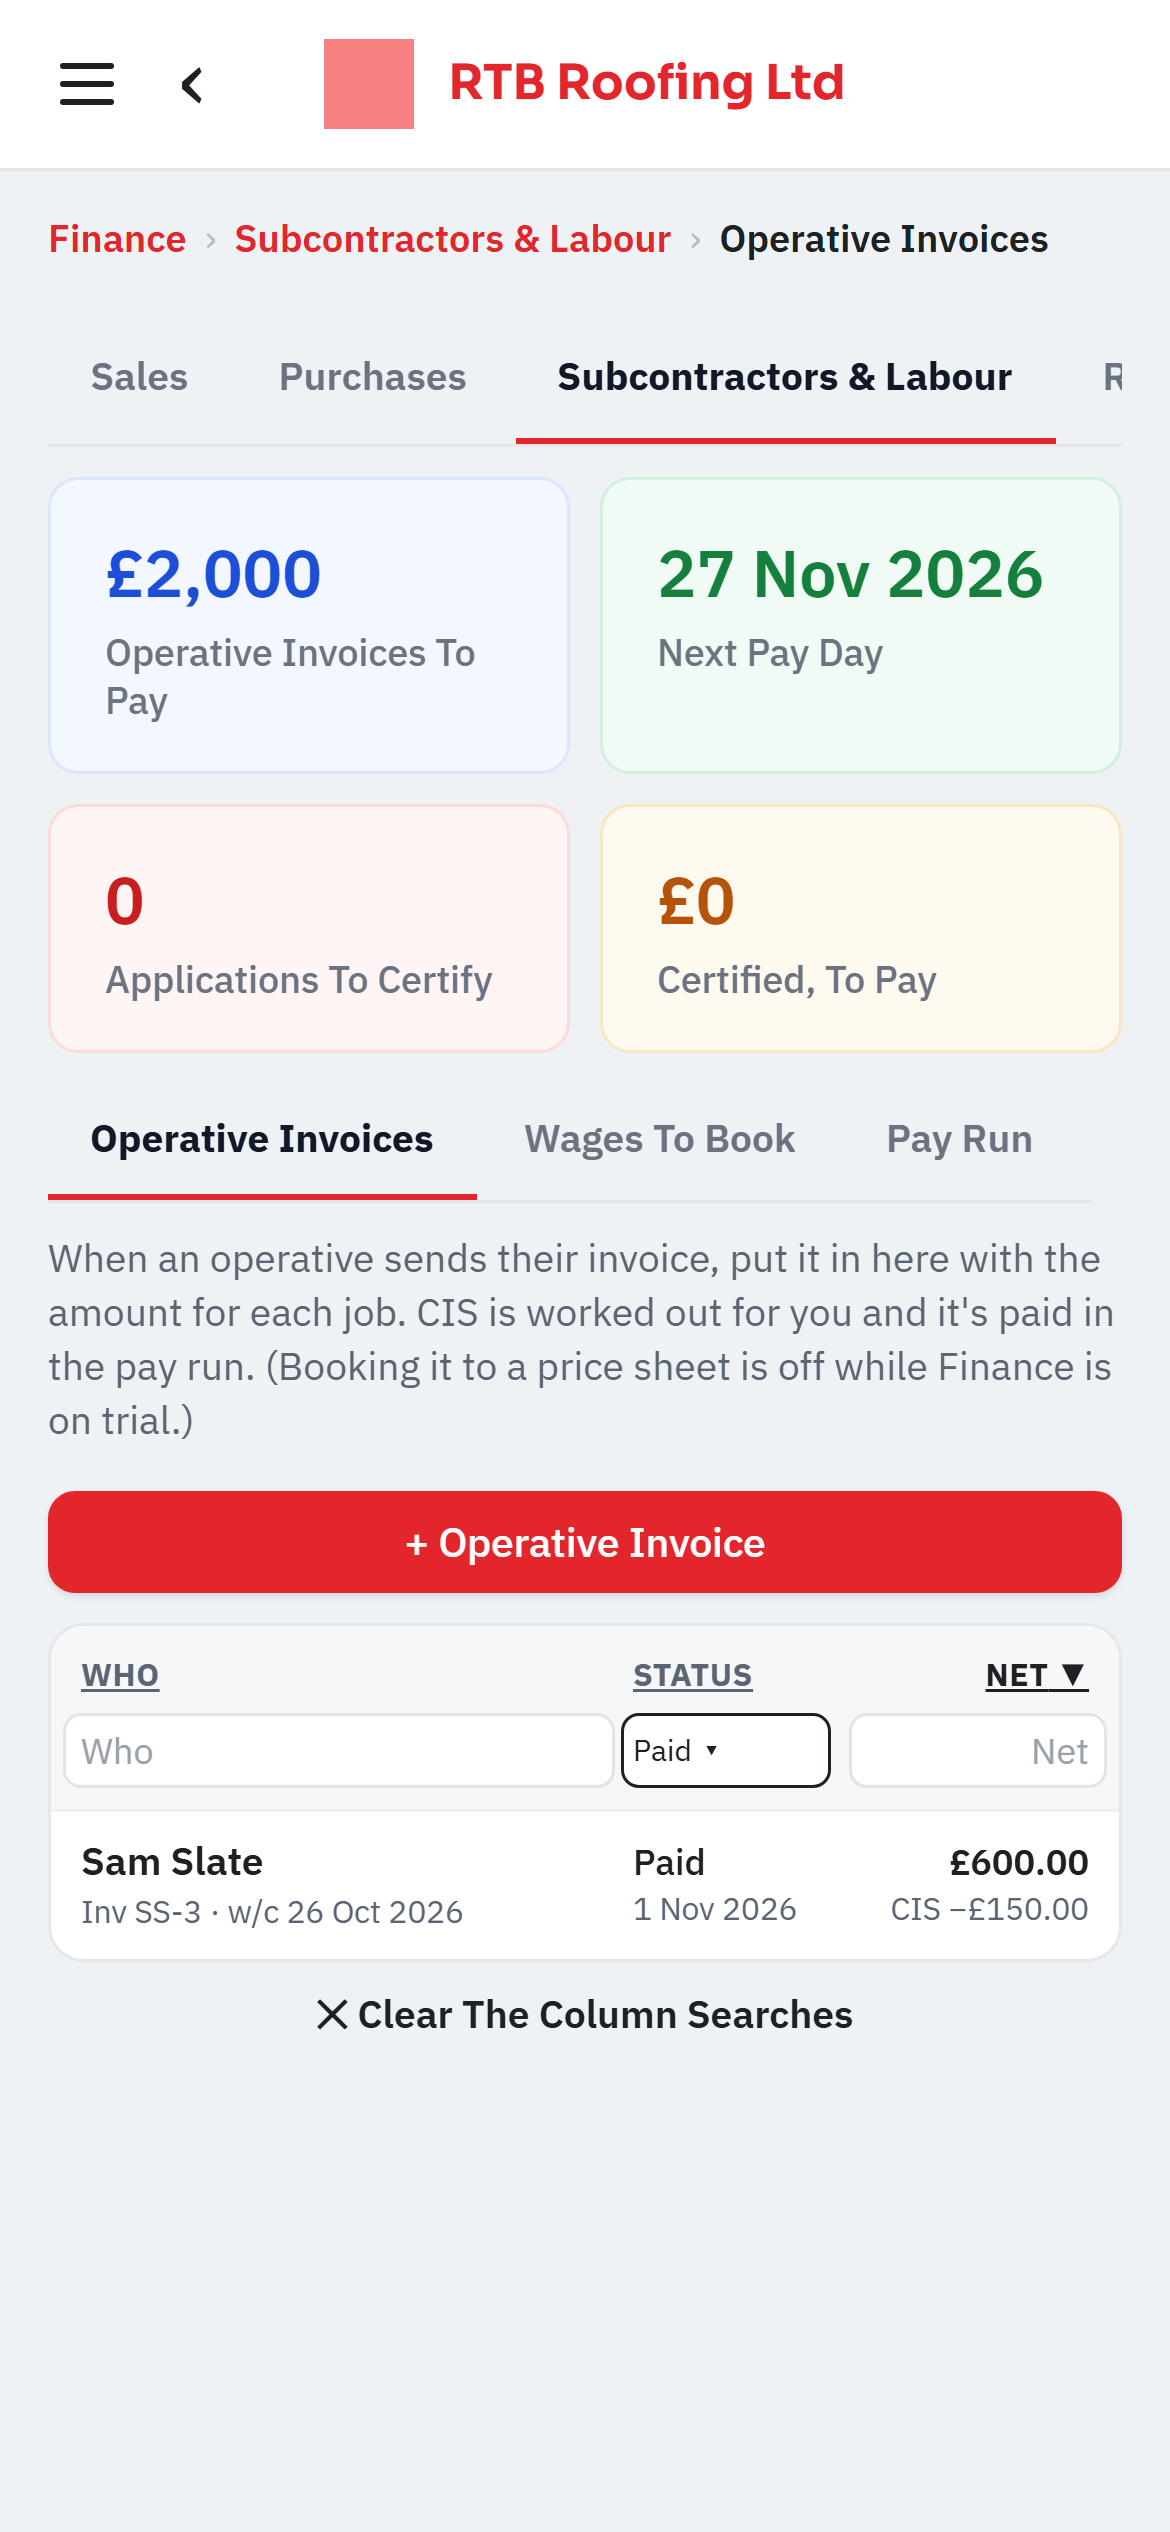 RTB Roofing Ltd
Finance › Subcontractors & Labour › Operative Invoices
Sales Purchases Subcontractors & Labour R
£2,000
Operative Invoices To
Pay
27 Nov 2026
Next Pay Day
0
Applications To Certify
£0
Certified, To Pay
Operative Invoices Wages To Book Pay Run
When an operative sends their invoice, put it in here with the
amount for each job. CIS is worked out for you and it's paid in
the pay run. (Booking it to a price sheet is off while Finance is
on trial.)
+ Operative Invoice
WHO STATUS NET ▼
Who Paid ▼ Net
Sam Slate Paid £600.00
Inv SS-3 · w/c 26 Oct 2026 1 Nov 2026 CIS −£150.00
✕ Clear The Column Searches